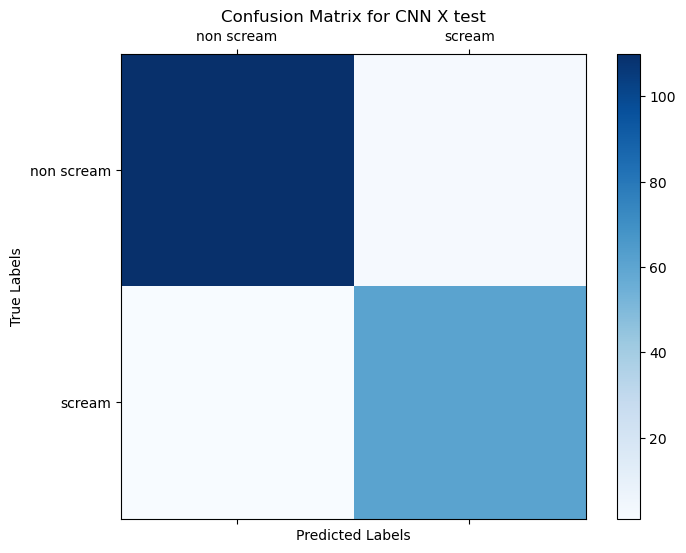 Confusion Matrix for CNN X test
non scream
scream
100
non scream
80
True Labels
60
40
scream
20
Predicted Labels